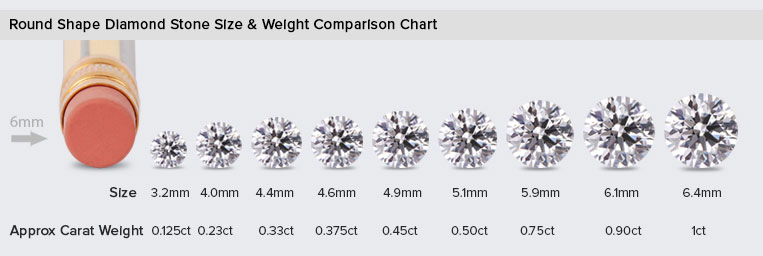 Round Shape Diamond Stone Size & Weight Comparison Chart
6mm
Size 3.2mm 4.0mm 4.4mm 4.6mm 4.9mm 5.1mm 5.9mm 6.1mm 6.4mm
Approx Carat Weight 0.125ct 0.23ct 0.33ct 0.375ct 0.45ct 0.50ct 0.75ct 0.90ct 1ct